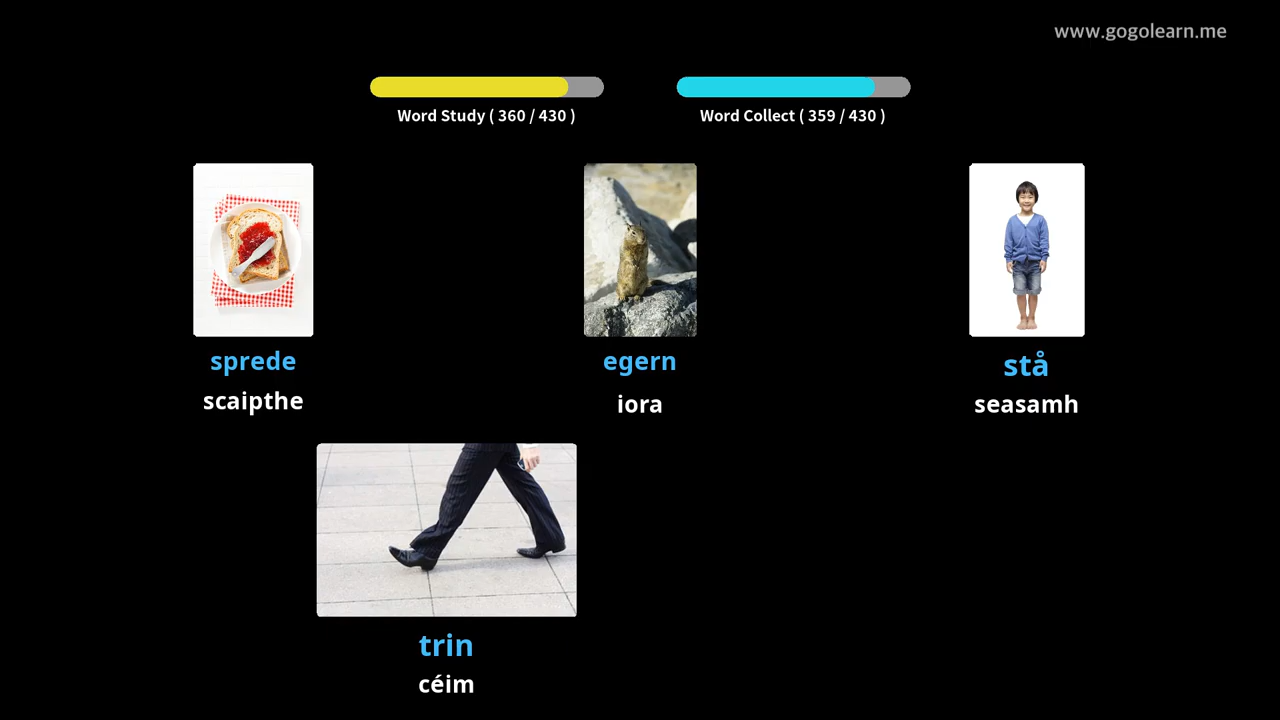 www.gogolearn.me
Word Study ( 360 / 430 )
Word Collect ( 359 / 430 )
sprede
scaipthe
egern
iora
stå
seasamh
trin
céim